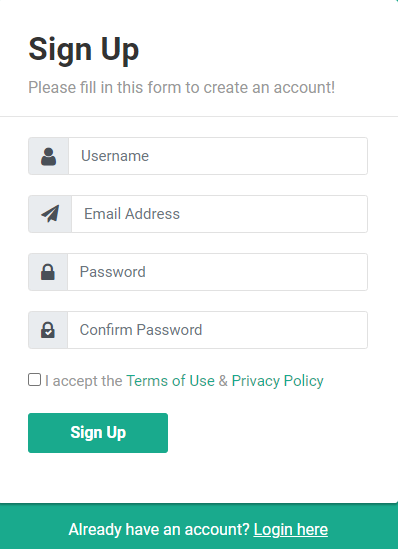 Sign Up
Please fill in this form to create an account!
Username
Email Address
Password
Confirm Password
I accept the Terms of Use & Privacy Policy
Sign Up
Already have an account? Login here